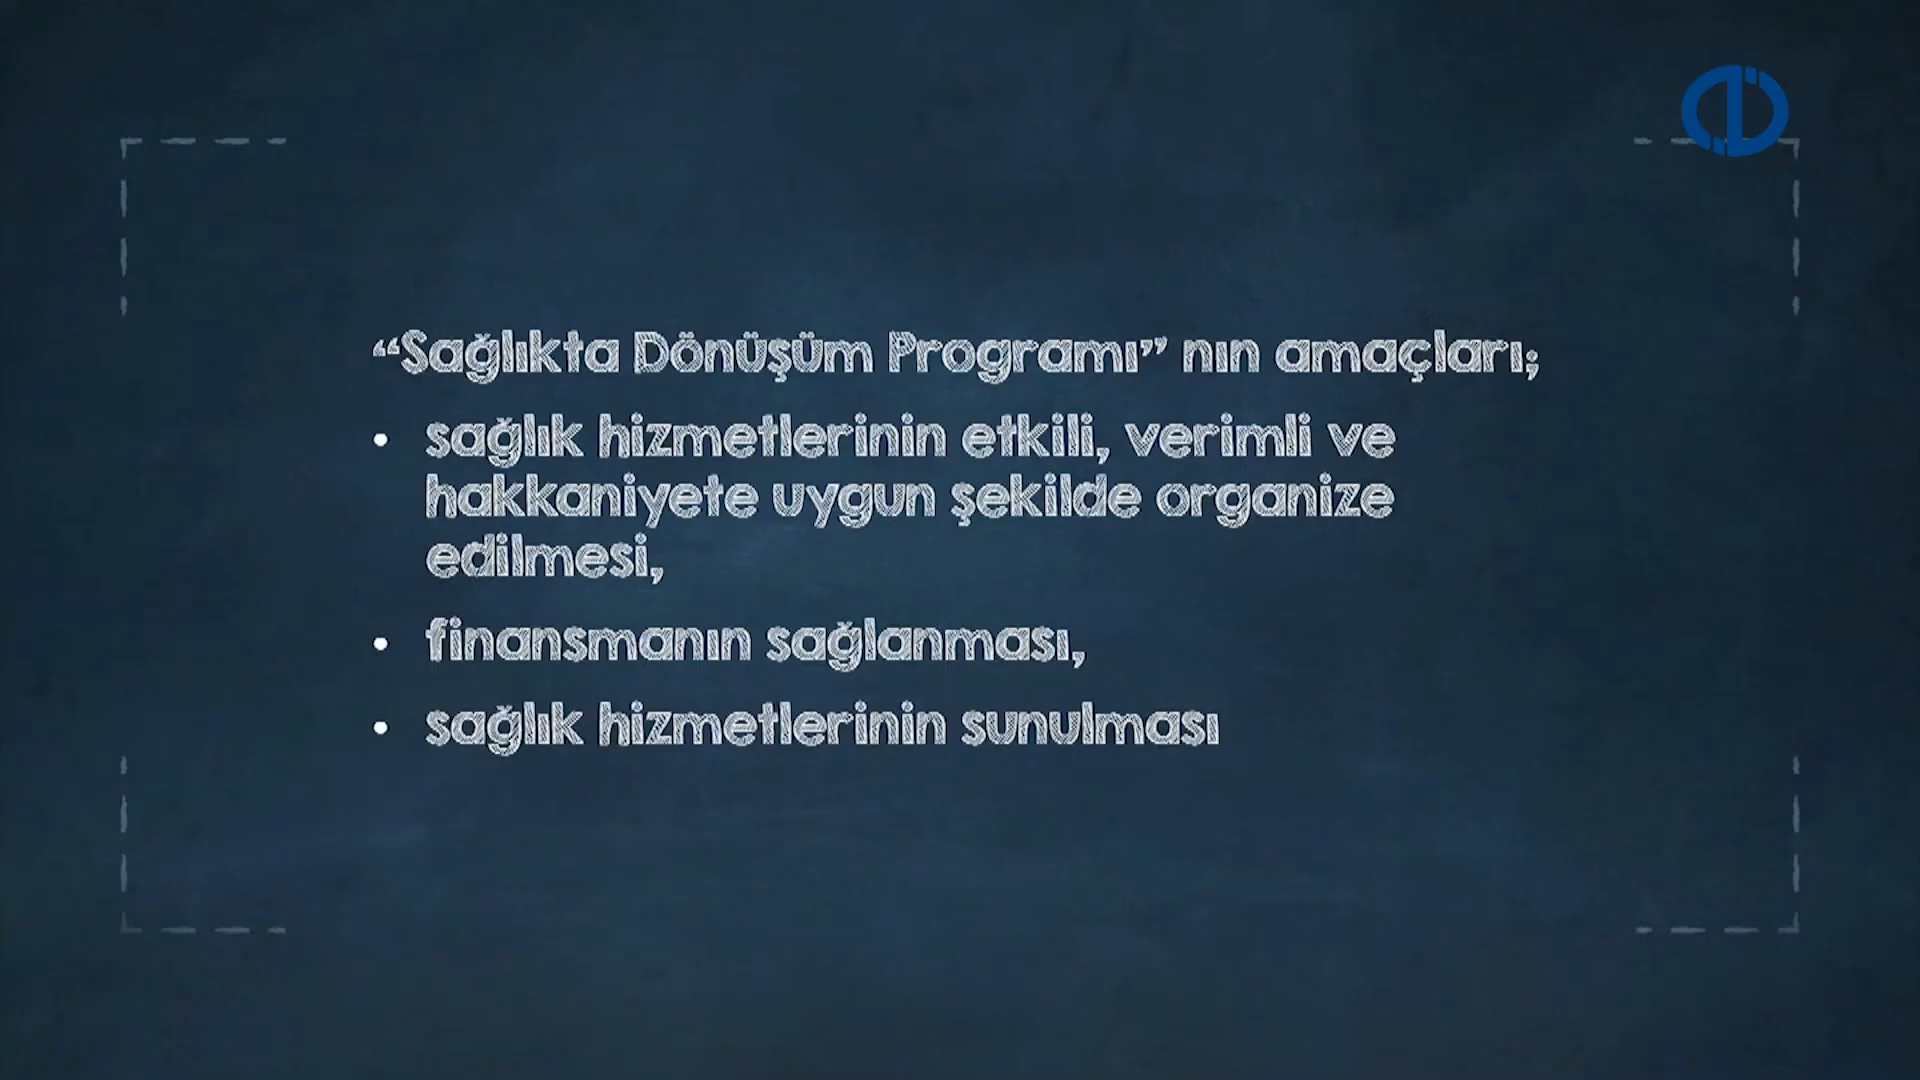 “Sağlıkta Dönüşüm Programı” nın amaçları;
• sağlık hizmetlerinin etkili, verimli ve
hakkaniyete uygun şekilde organize
edilmesi,
• finansmanın sağlanması,
• sağlık hizmetlerinin sunulması